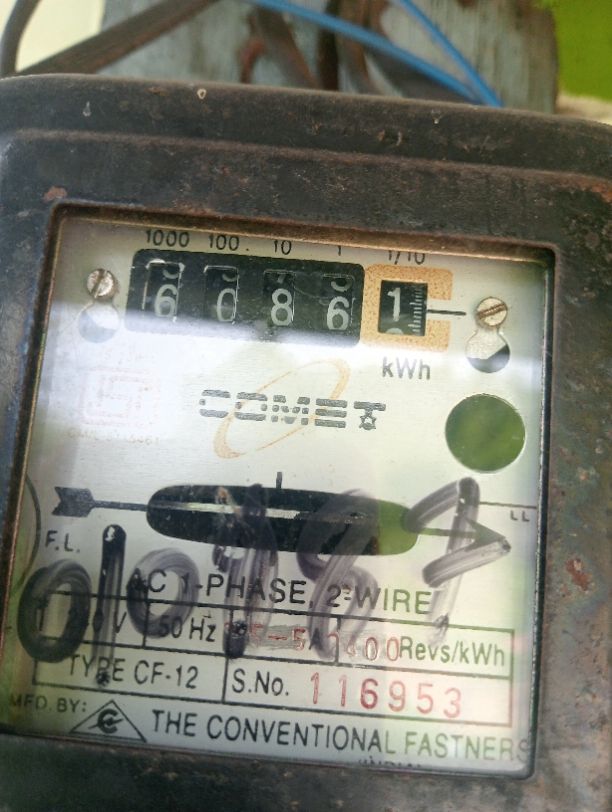 1000 100 10 1 1/10
6 0 8 6 1
kWh
COMET
F.L. LL
AC 1-PHASE, 2-WIRE
50 Hz Revs/kWh
TYPE CF-12 S.No. 116953
MFD. BY: THE CONVENTIONAL FASTNERS